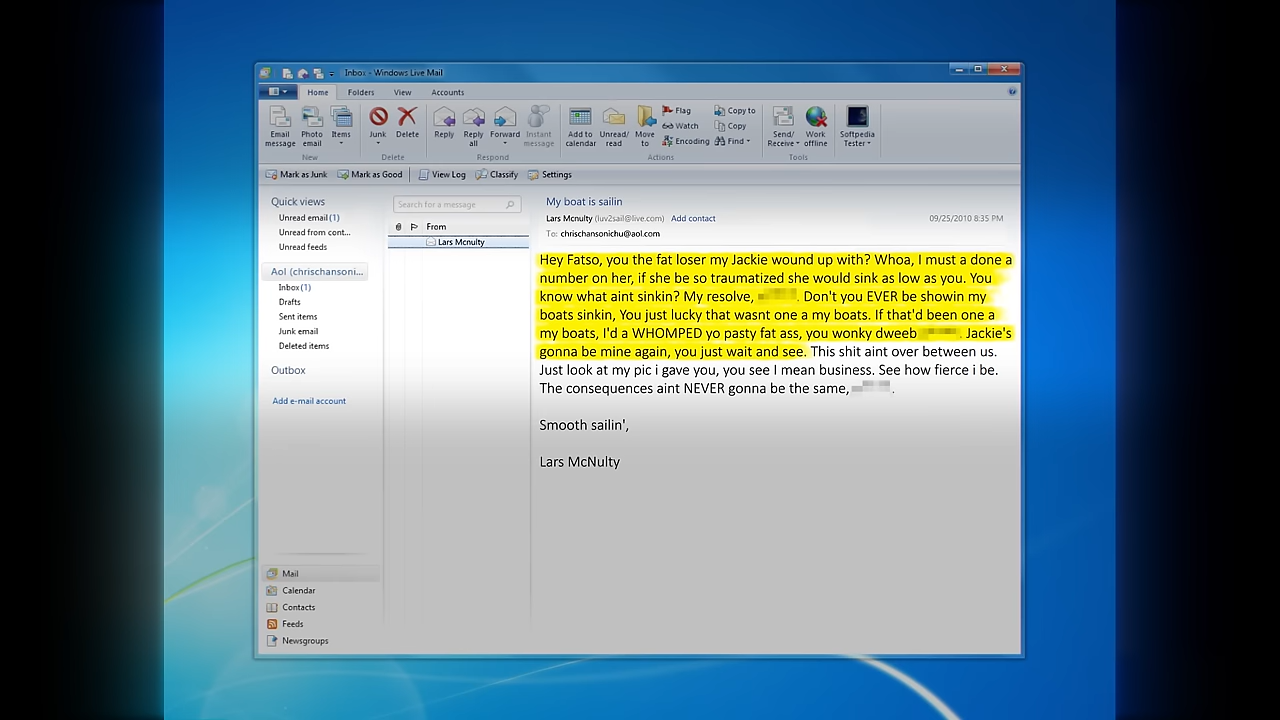 Inbox - Windows Live Mail
Home Folders View Accounts
Email message
Photo email
Items
New
Junk
Delete
Delete
Reply
Reply all
Forward
Instant message
Respond
Add to calendar
Unread/ read
Move to
Flag
Watch
Encoding
Copy to
Copy
Find
Actions
Send/ Receive
Work offline
Tools
Softpedia Tester
Mark as Junk Mark as Good View Log Classify Settings
Quick views
Unread email (1)
Unread from cont...
Unread feeds
Aol (chrischansoni...
Inbox (1)
Drafts
Sent items
Junk email
Deleted items
Outbox
Add e-mail account
Mail
Calendar
Contacts
Feeds
Newsgroups
Search for a message
From
Lars Mcnulty
My boat is sailin
Lars Mcnulty (luv2sail@live.com) Add contact 09/25/2010 8:35 PM
To: chrischansonichu@aol.com
Hey Fatso, you the fat loser my Jackie wound up with? Whoa, I must a done a
number on her, if she be so traumatized she would sink as low as you. You
know what aint sinkin? My resolve, . Don't you EVER be showin my
boats sinkin, You just lucky that wasnt one a my boats. If that'd been one a
my boats, I'd a WHOMPED yo pasty fat ass, you wonky dweeb . Jackie's
gonna be mine again, you just wait and see. This shit aint over between us.
Just look at my pic i gave you, you see I mean business. See how fierce i be.
The consequences aint NEVER gonna be the same, .
Smooth sailin',
Lars McNulty